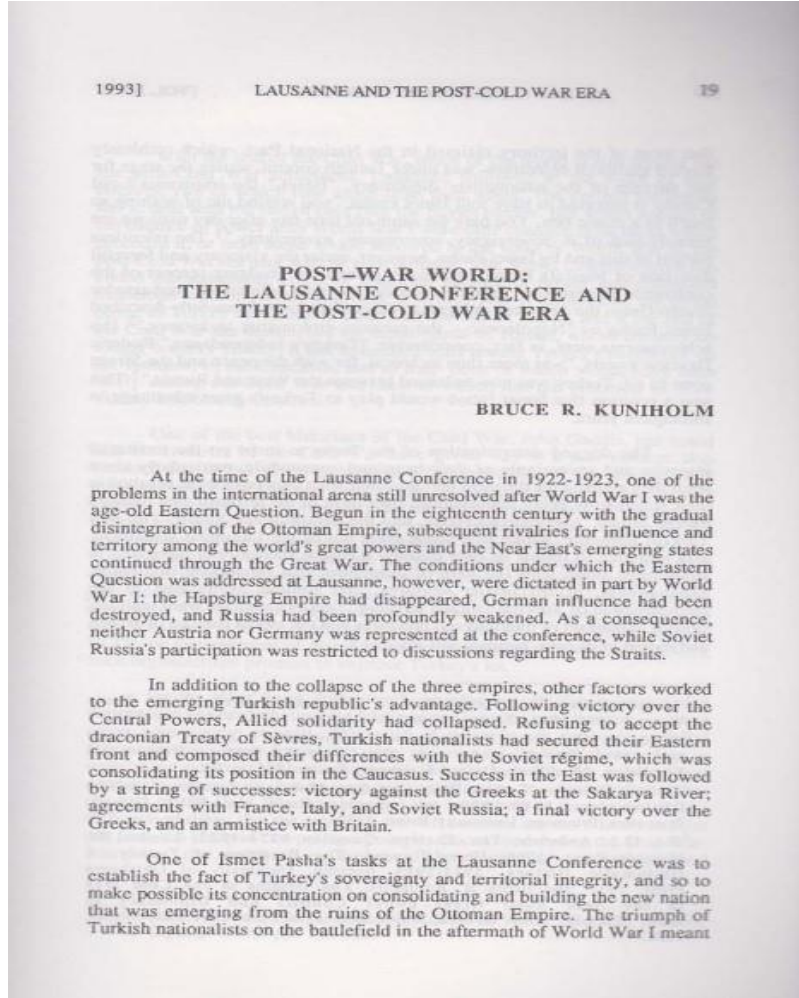 1993] LAUSANNE AND THE POST-COLD WAR ERA 19
POST–WAR WORLD:
THE LAUSANNE CONFERENCE AND
THE POST-COLD WAR ERA
BRUCE R. KUNIHOLM
At the time of the Lausanne Conference in 1922-1923, one of the
problems in the international arena still unresolved after World War I was the
age-old Eastern Question. Begun in the eighteenth century with the gradual
disintegration of the Ottoman Empire, subsequent rivalries for influence and
territory among the world's great powers and the Near East's emerging states
continued through the Great War. The conditions under which the Eastern
Question was addressed at Lausanne, however, were dictated in part by World
War I: the Hapsburg Empire had disappeared, German influence had been
destroyed, and Russia had been profoundly weakened. As a consequence,
neither Austria nor Germany was represented at the conference, while Soviet
Russia's participation was restricted to discussions regarding the Straits.
In addition to the collapse of the three empires, other factors worked
to the emerging Turkish republic's advantage. Following victory over the
Central Powers, Allied solidarity had collapsed. Refusing to accept the
draconian Treaty of Sèvres, Turkish nationalists had secured their Eastern
front and composed their differences with the Soviet régime, which was
consolidating its position in the Caucasus. Success in the East was followed
by a string of successes: victory against the Greeks at the Sakarya River;
agreements with France, Italy, and Soviet Russia; a final victory over the
Greeks, and an armistice with Britain.
One of İsmet Pasha's tasks at the Lausanne Conference was to
establish the fact of Turkey's sovereignty and territorial integrity, and so to
make possible its concentration on consolidating and building the new nation
that was emerging from the ruins of the Ottoman Empire. The triumph of
Turkish nationalists on the battlefield in the aftermath of World War I meant